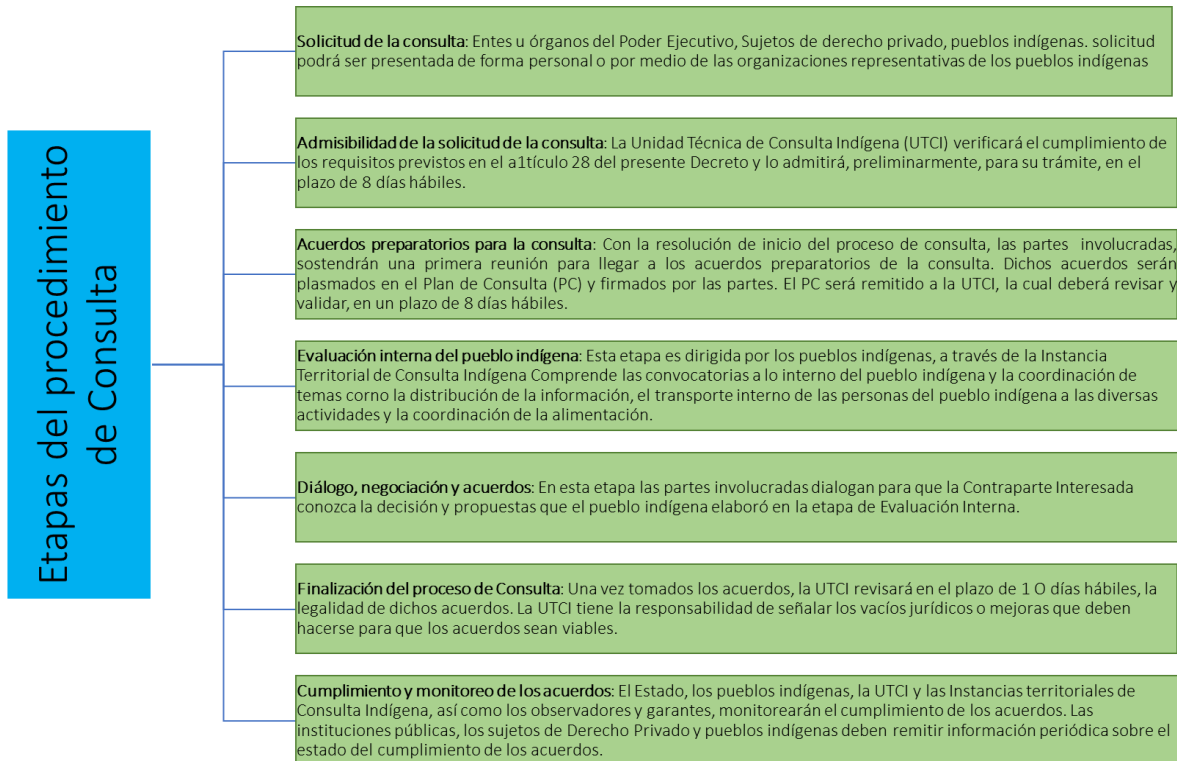 Etapas del procedimiento
de Consulta
Solicitud de la consulta: Entes u órganos del Poder Ejecutivo, Sujetos de derecho privado, pueblos indígenas. solicitud
podrá ser presentada de forma personal o por medio de las organizaciones representativas de los pueblos indígenas
Admisibilidad de la solicitud de la consulta: La Unidad Técnica de Consulta Indígena (UTCI) verificará el cumplimiento de
los requisitos previstos en el a1tículo 28 del presente Decreto y lo admitirá, preliminarmente, para su trámite, en el
plazo de 8 días hábiles.
Acuerdos preparatorios para la consulta: Con la resolución de inicio del proceso de consulta, las partes involucradas,
sostendrán una primera reunión para llegar a los acuerdos preparatorios de la consulta. Dichos acuerdos serán
plasmados en el Plan de Consulta (PC) y firmados por las partes. El PC será remitido a la UTCI, la cual deberá revisar y
validar, en un plazo de 8 días hábiles.
Evaluación interna del pueblo indígena: Esta etapa es dirigida por los pueblos indígenas, a través de la Instancia
Territorial de Consulta Indígena Comprende las convocatorias a lo interno del pueblo indígena y la coordinación de
temas corno la distribución de la información, el transporte interno de las personas del pueblo indígena a las diversas
actividades y la coordinación de la alimentación.
Diálogo, negociación y acuerdos: En esta etapa las partes involucradas dialogan para que la Contraparte Interesada
conozca la decisión y propuestas que el pueblo indígena elaboró en la etapa de Evaluación Interna.
Finalización del proceso de Consulta: Una vez tomados los acuerdos, la UTCI revisará en el plazo de 1 O días hábiles, la
legalidad de dichos acuerdos. La UTCI tiene la responsabilidad de señalar los vacíos jurídicos o mejoras que deben
hacerse para que los acuerdos sean viables.
Cumplimiento y monitoreo de los acuerdos: El Estado, los pueblos indígenas, la UTCI y las Instancias territoriales de
Consulta Indígena, así como los observadores y garantes, monitorearán el cumplimiento de los acuerdos. Las
instituciones públicas, los sujetos de Derecho Privado y pueblos indígenas deben remitir información periódica sobre el
estado del cumplimiento de los acuerdos.